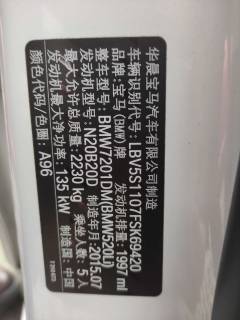 华晨宝马汽车有限公司制造
车辆识别代号：LBV5S1107FSK69420
品牌：宝马(BMW)牌 发动机排量：1997 ml
整车型号：BMW7201DM(BMW520Li)
发动机型号：N20B20D 制造年月：2015.07
最大允许总质量：2230 kg 乘坐人数：5人
发动机最大净功率：135 kW 制造国：中国
颜色代码/色圈：A96